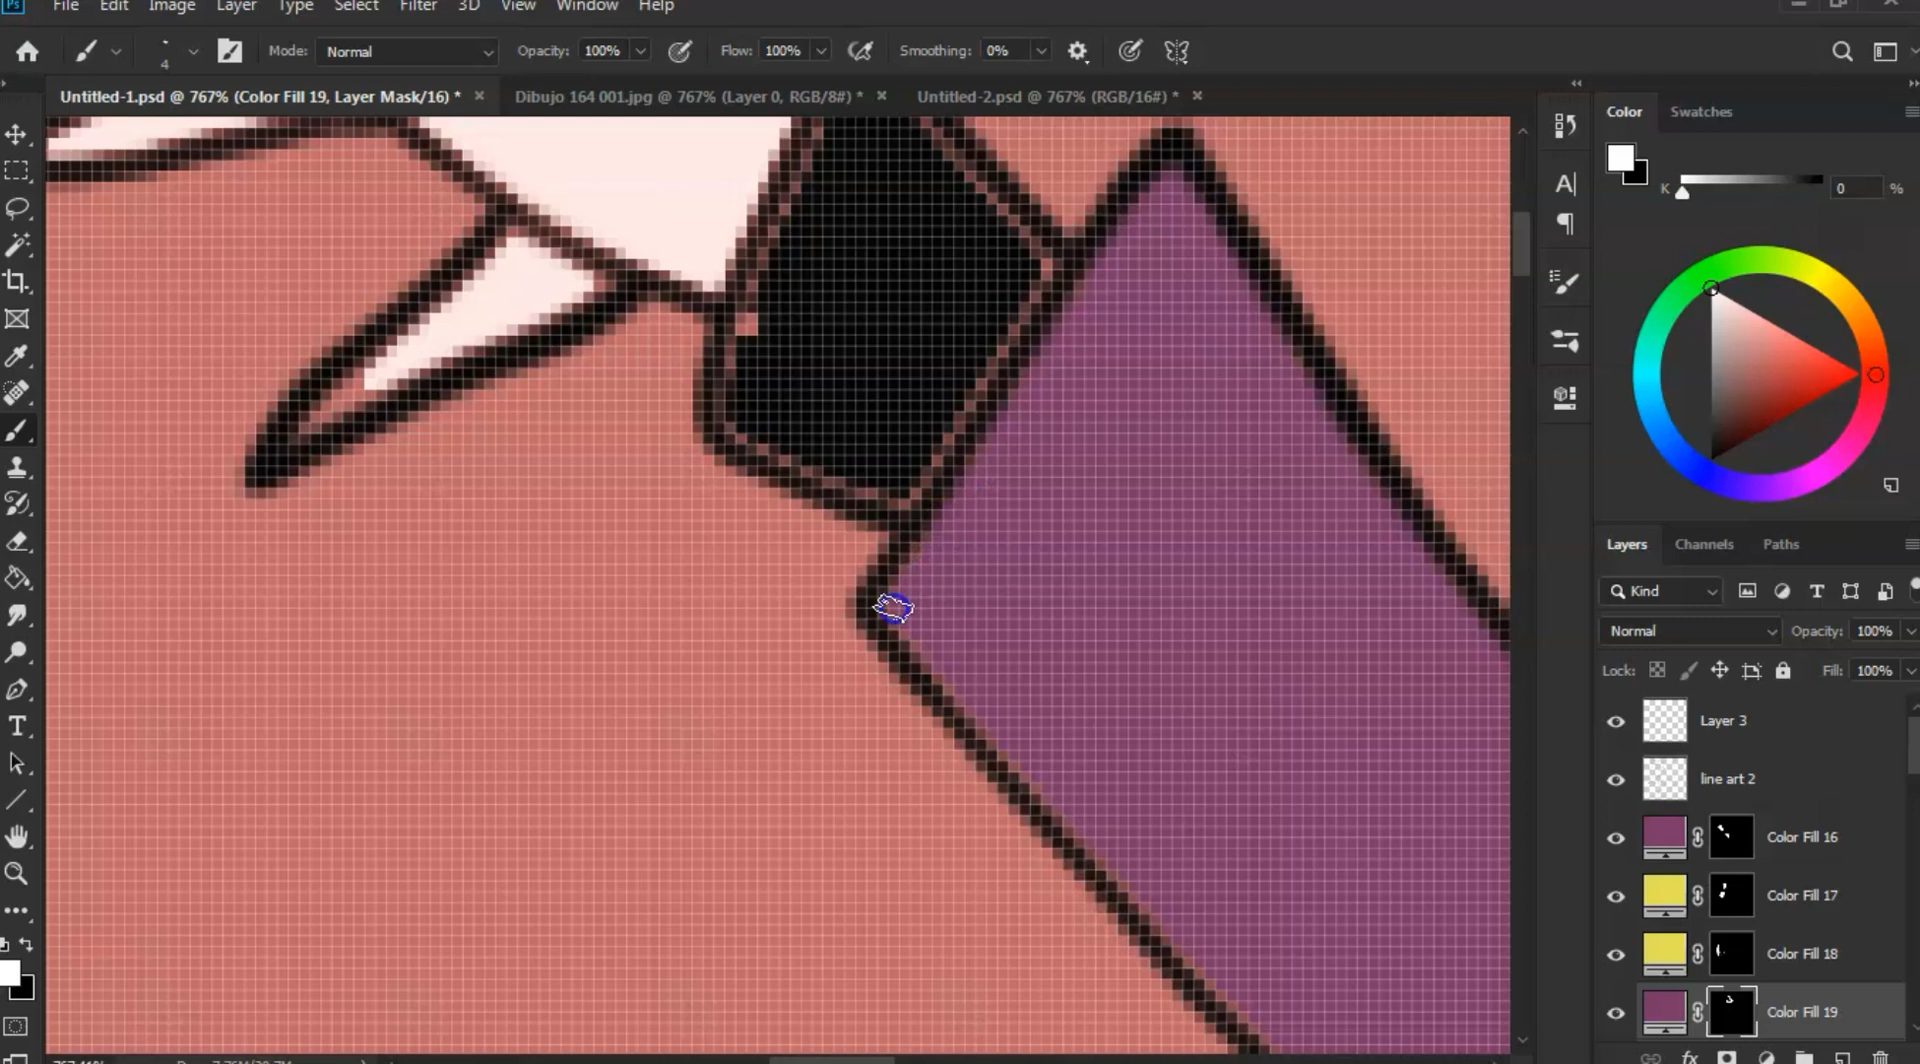 Ps File Edit Image Layer Type Select Filter 3D View Window Help
4 Mode: Normal Opacity: 100% Flow: 100% Smoothing: 0%
Untitled-1.psd @ 767% (Color Fill 19, Layer Mask/16) * × Dibujo 164 001.jpg @ 767% (Layer 0, RGB/8#) * × Untitled-2.psd @ 767% (RGB/16#) * ×
Color Swatches
K 0 %
Layers Channels Paths
Kind
Normal Opacity: 100%
Lock: Fill: 100%
Layer 3
line art 2
Color Fill 16
Color Fill 17
Color Fill 18
Color Fill 19
fx